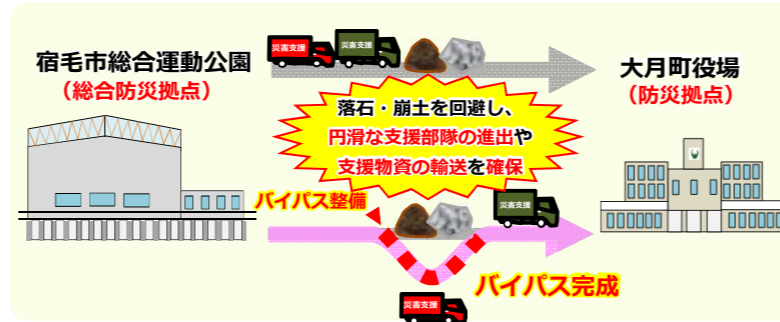 宿毛市総合運動公園
（総合防災拠点）
災害支援
災害支援
大月町役場
（防災拠点）
落石・崩土を回避し、
円滑な支援部隊の進出や
支援物資の輸送を確保
バイパス整備
災害支援
バイパス完成
災害支援